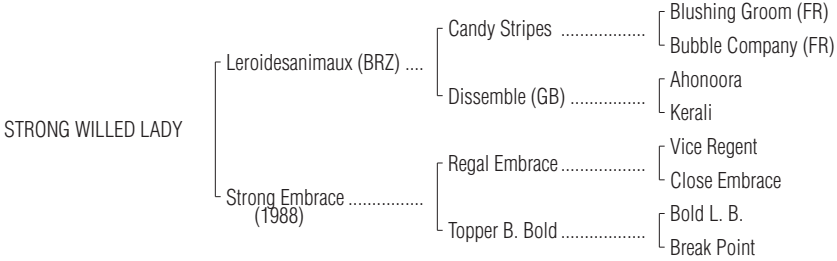 Blushing Groom (FR)
Candy Stripes ..................
Bubble Company (FR)
Leroidesanimaux (BRZ) ....
Ahonoora
Dissemble (GB) ................
Kerali
STRONG WILLED LADY
Vice Regent
Regal Embrace .................
Close Embrace
Strong Embrace ................
(1988)
Bold L. B.
Topper B. Bold .................
Break Point